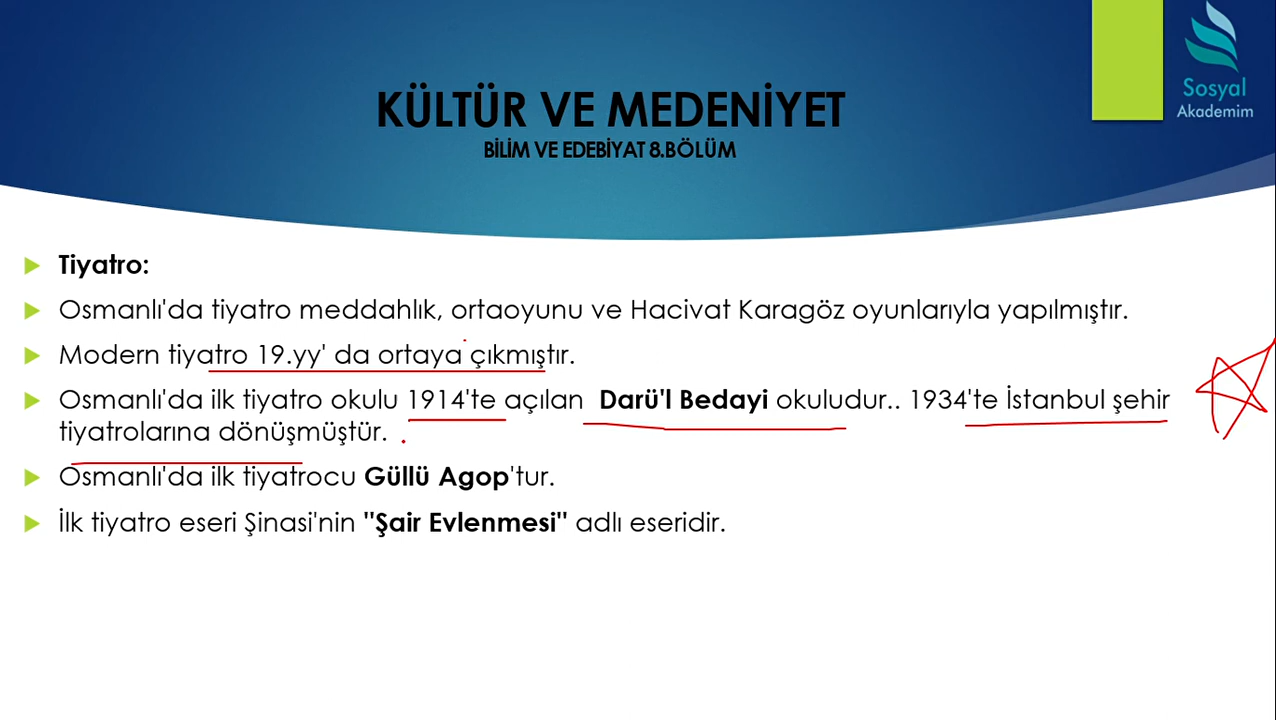 Sosyal
Akademim
KÜLTÜR VE MEDENİYET
BİLİM VE EDEBİYAT 8.BÖLÜM
Tiyatro:
Osmanlı'da tiyatro meddahlık, ortaoyunu ve Hacivat Karagöz oyunlarıyla yapılmıştır.
Modern tiyatro 19.yy' da ortaya çıkmıştır.
Osmanlı'da ilk tiyatro okulu 1914'te açılan Darü'l Bedayi okuludur.. 1934'te İstanbul şehir
tiyatrolarına dönüşmüştür.
Osmanlı'da ilk tiyatrocu Güllü Agop'tur.
İlk tiyatro eseri Şinasi'nin "Şair Evlenmesi" adlı eseridir.